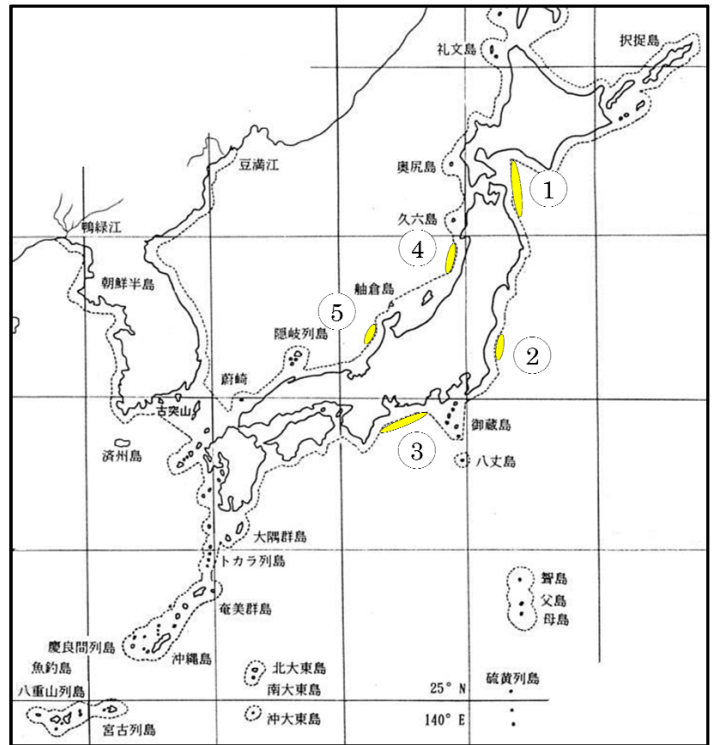 礼文島
択捉島
豆満江
奥尻島
①
久六島
鴨緑江
④
朝鮮半島
舳倉島
⑤
隠岐列島
②
蔚崎
古突山
御蔵島
③
済州島
八丈島
大隅群島
トカラ列島
聟島
父島
母島
奄美群島
慶良間列島
沖縄島
魚釣島
北大東島
南大東島
硫黄列島
八重山列島
25° N
宮古列島
沖大東島
140° E